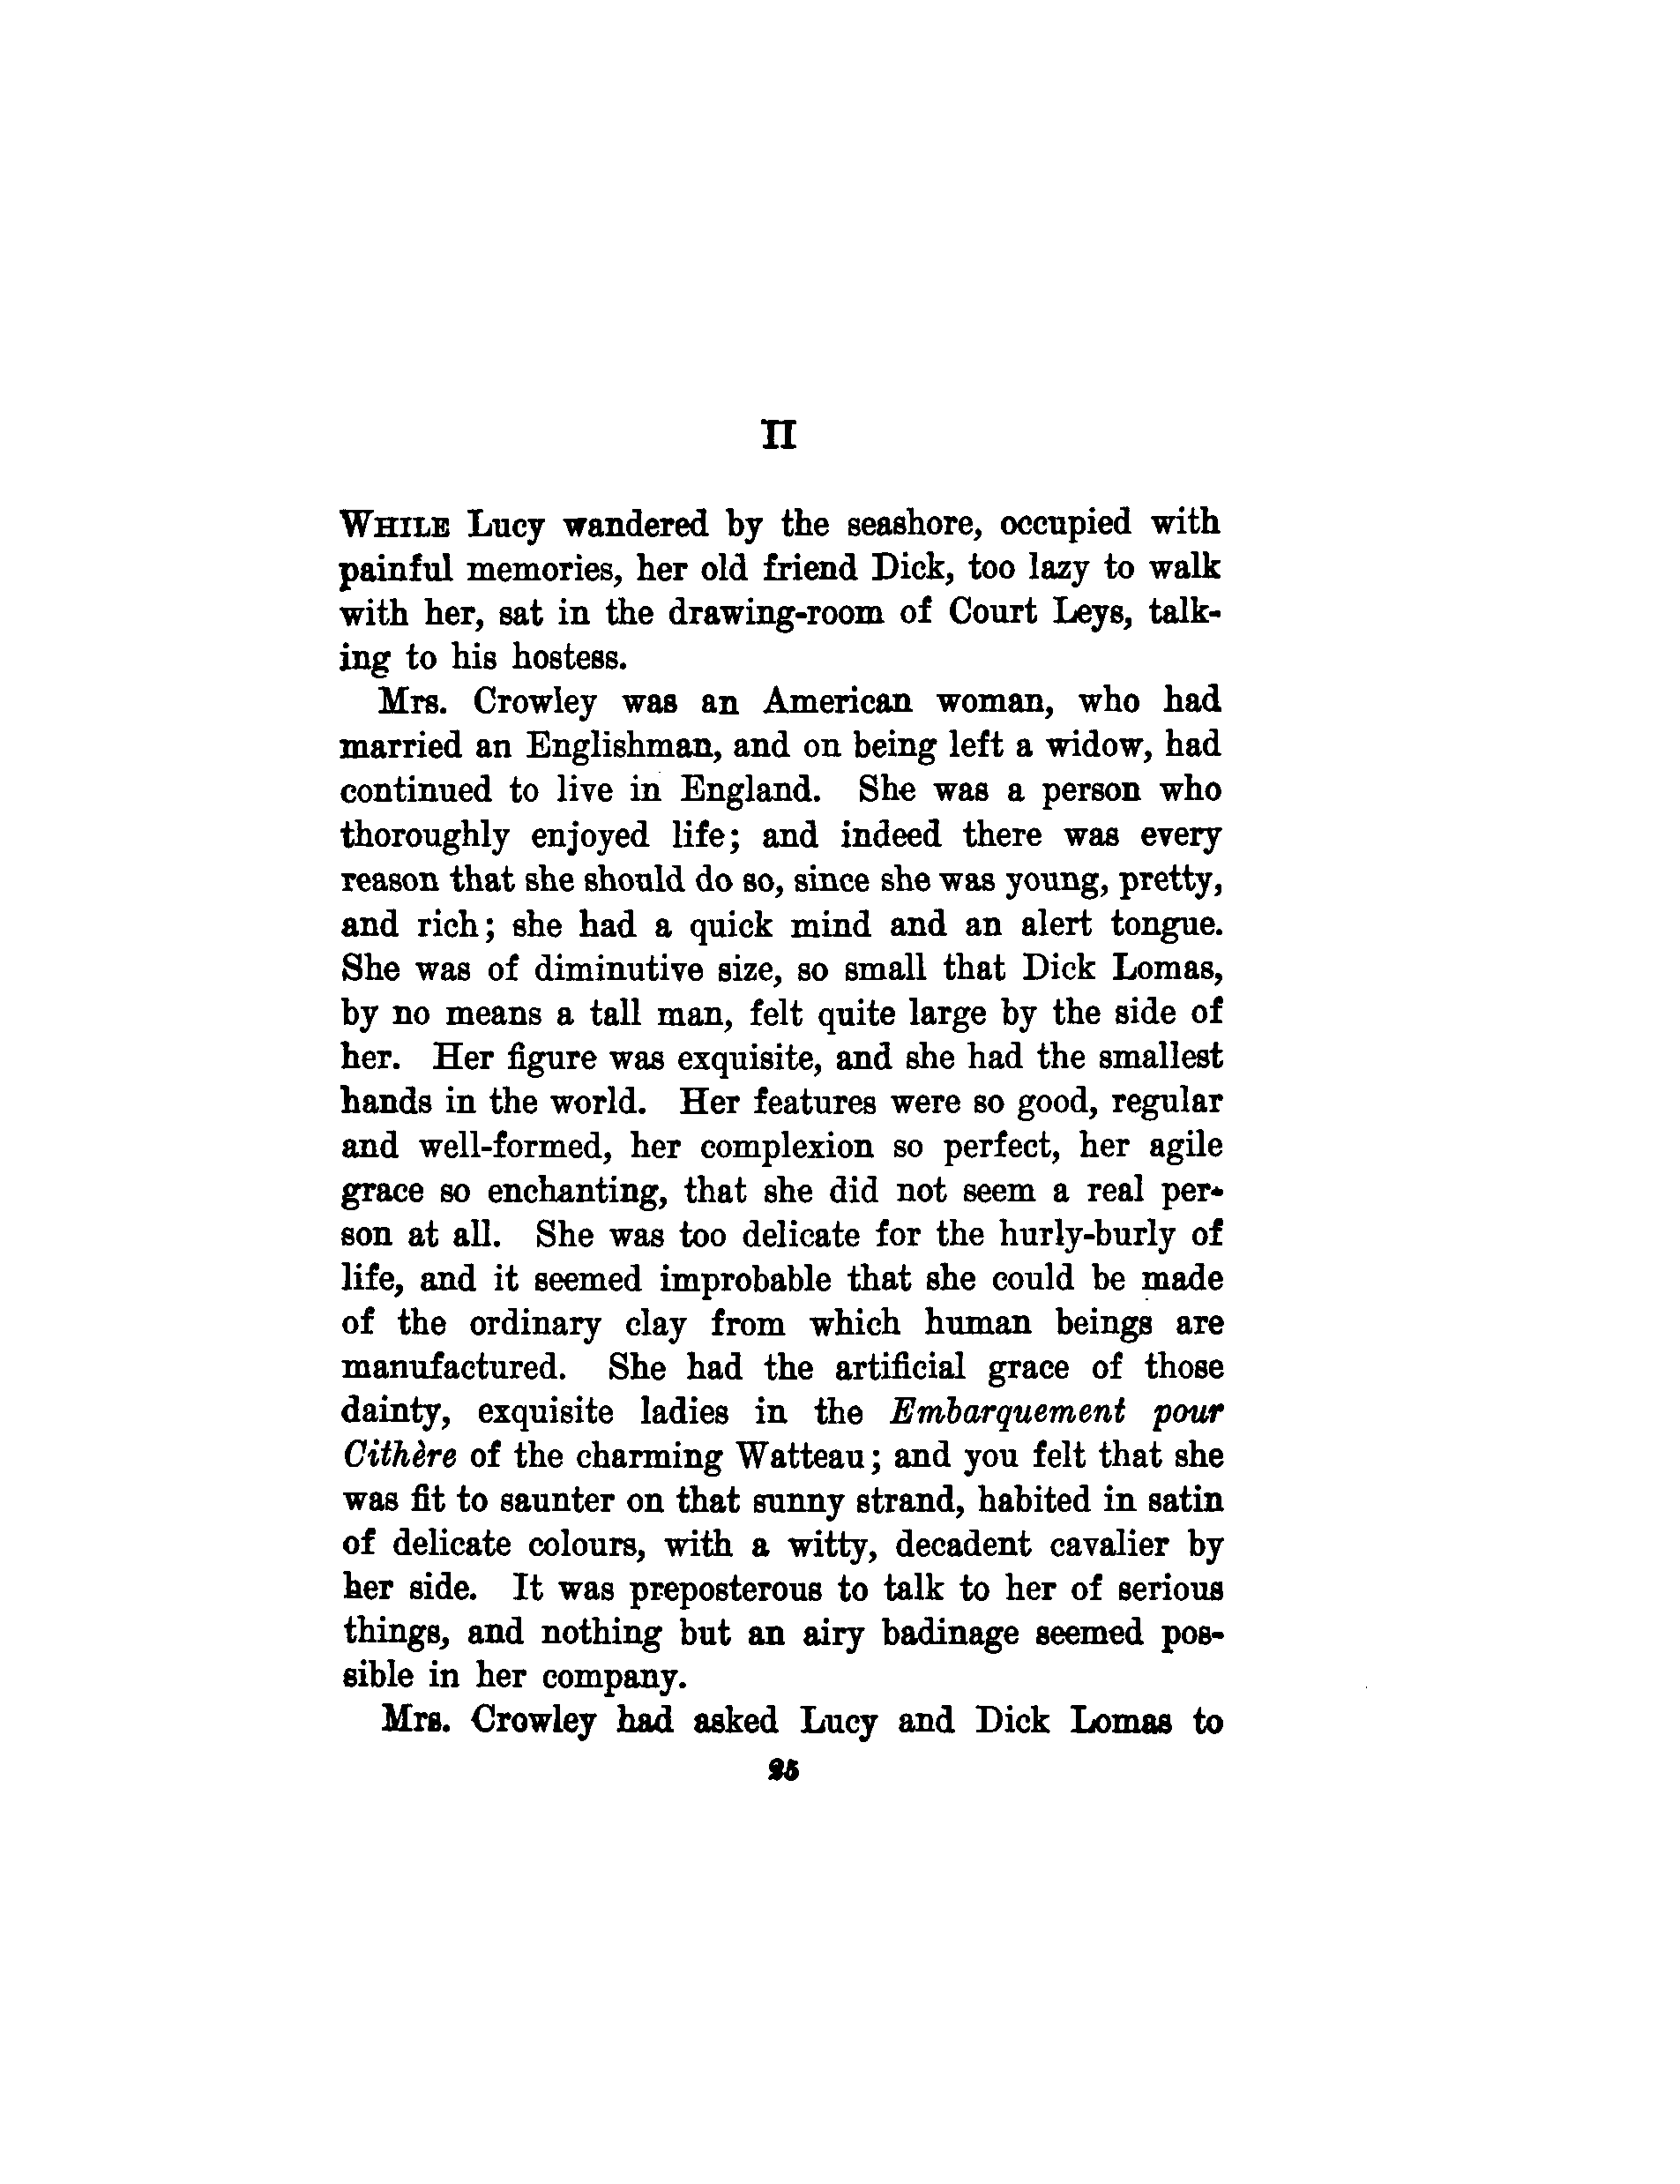 II
WHILE Lucy wandered by the seashore, occupied with
painful memories, her old friend Dick, too lazy to walk
with her, sat in the drawing-room of Court Leys, talk-
ing to his hostess.
Mrs. Crowley was an American woman, who had
married an Englishman, and on being left a widow, had
continued to live in England. She was a person who
thoroughly enjoyed life; and indeed there was every
reason that she should do so, since she was young, pretty,
and rich; she had a quick mind and an alert tongue.
She was of diminutive size, so small that Dick Lomas,
by no means a tall man, felt quite large by the side of
her. Her figure was exquisite, and she had the smallest
hands in the world. Her features were so good, regular
and well-formed, her complexion so perfect, her agile
grace so enchanting, that she did not seem a real per-
son at all. She was too delicate for the hurly-burly of
life, and it seemed improbable that she could be made
of the ordinary clay from which human beings are
manufactured. She had the artificial grace of those
dainty, exquisite ladies in the Embarquement pour
Cithère of the charming Watteau; and you felt that she
was fit to saunter on that sunny strand, habited in satin
of delicate colours, with a witty, decadent cavalier by
her side. It was preposterous to talk to her of serious
things, and nothing but an airy badinage seemed pos-
sible in her company.
Mrs. Crowley had asked Lucy and Dick Lomas to
25